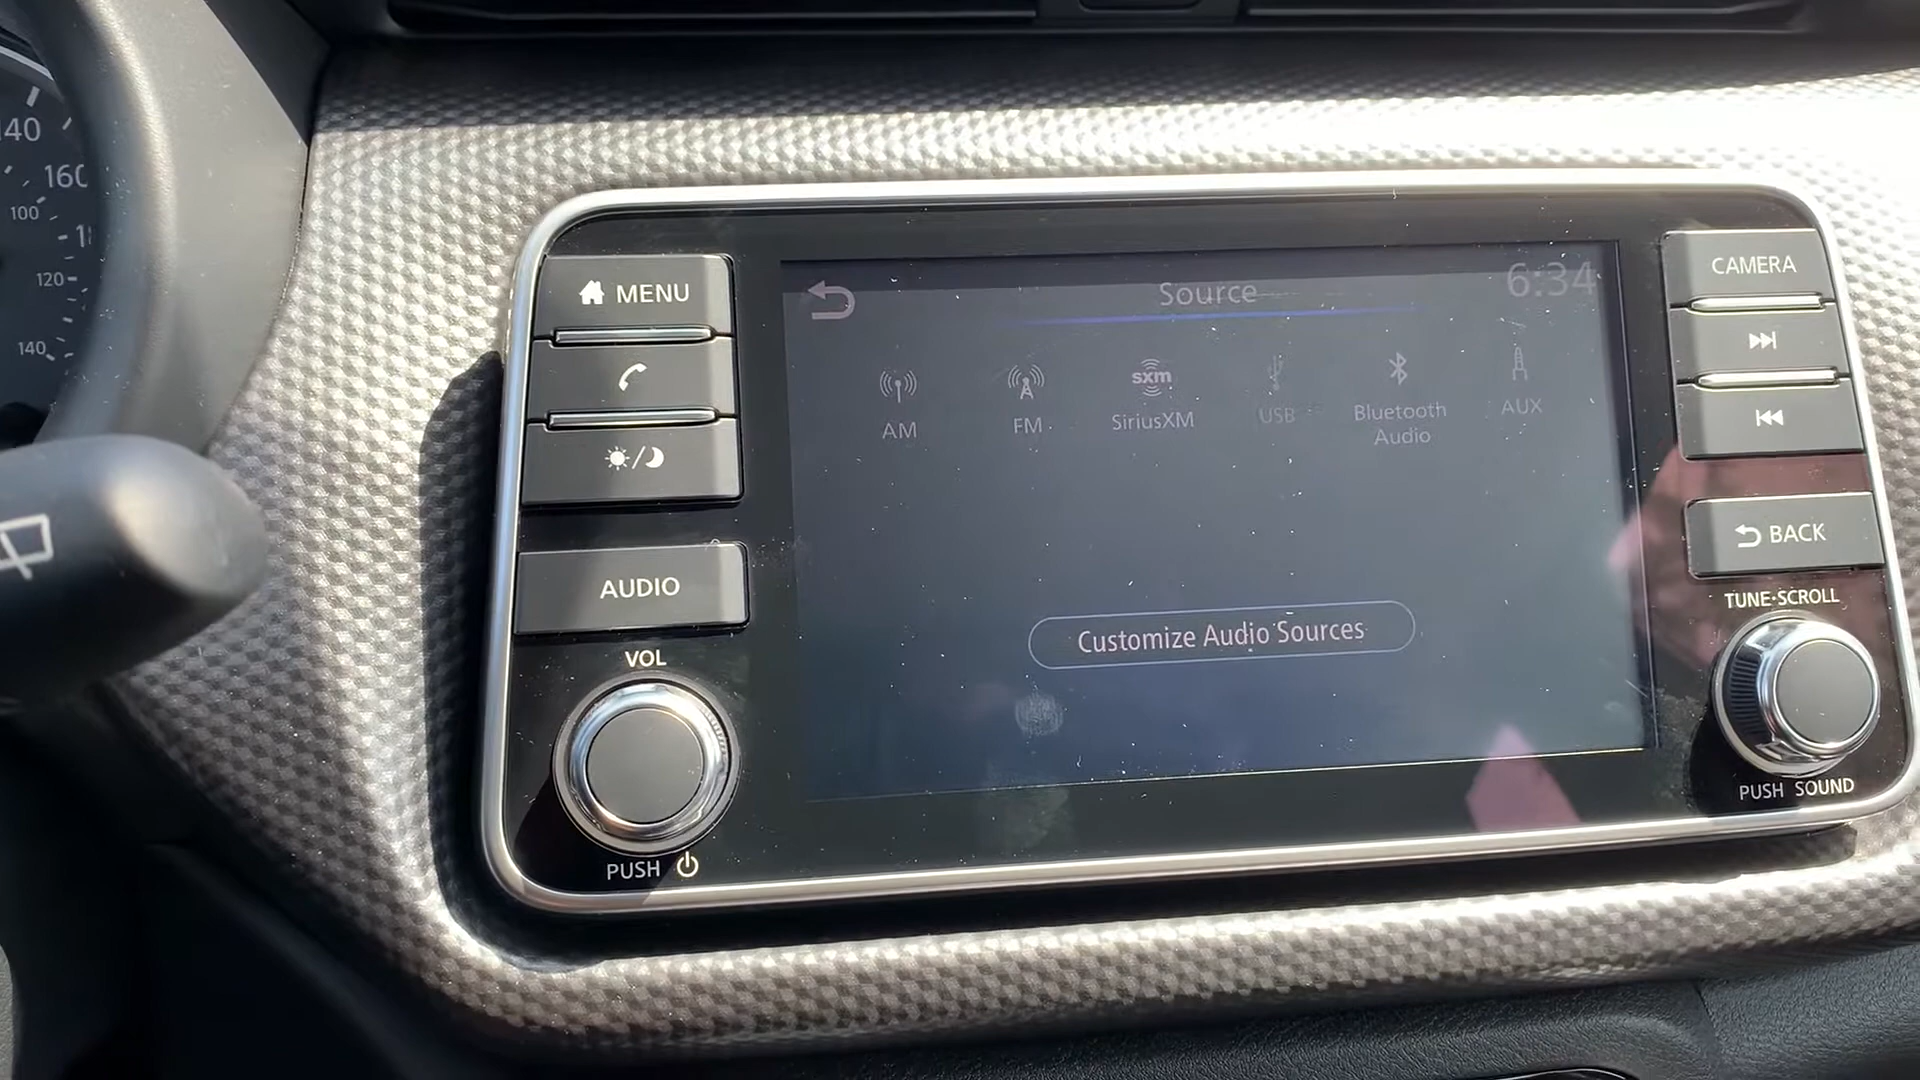 140
160
100
120
140
MENU
AUDIO
VOL
PUSH
Source
6:34
AM
FM
sxm
SiriusXM
USB
Bluetooth
Audio
AUX
Customize Audio Sources
CAMERA
BACK
TUNE·SCROLL
PUSH SOUND